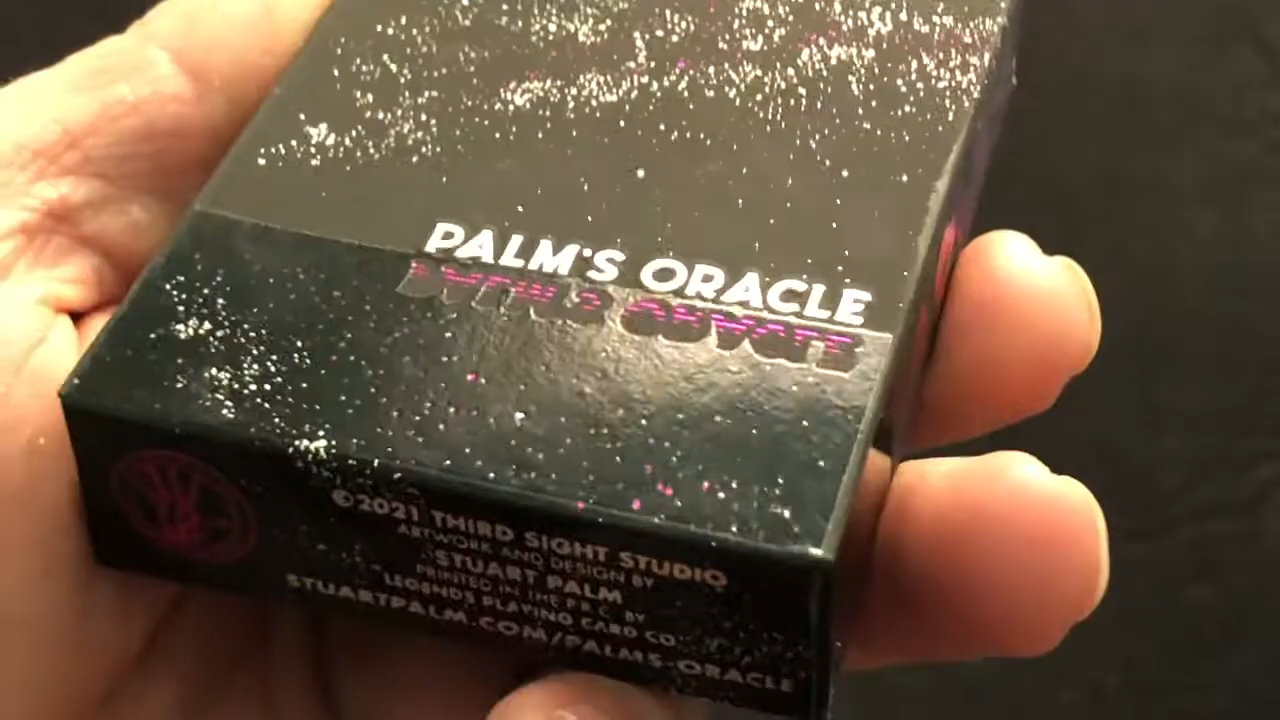 PALM'S ORACLE
©2021 THIRD SIGHT STUDIO
ARTWORK AND DESIGN BY
STUART PALM
PRINTED IN THE P.R.C. BY
LEGENDS PLAYING CARD CO
STUARTPALM.COM/PALMS-ORACLE